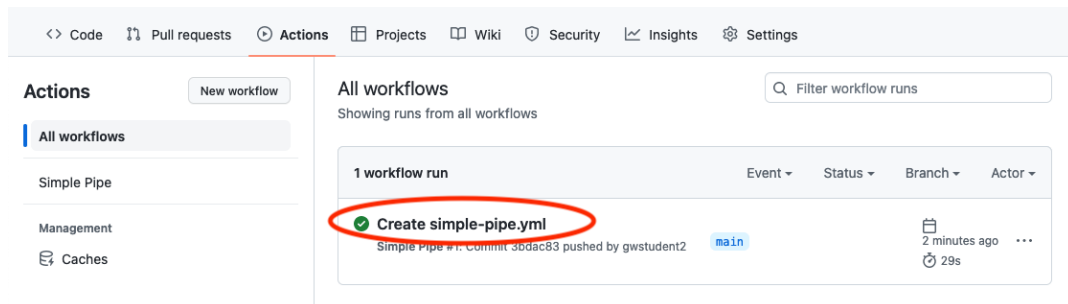 Code Pull requests Actions Projects Wiki Security Insights Settings
Actions
New workflow
All workflows
Simple Pipe
Management
Caches
All workflows
Showing runs from all workflows
Filter workflow runs
1 workflow run
Event Status Branch Actor
Create simple-pipe.yml
Simple Pipe #1: Commit 3bdac83 pushed by gwstudent2
main
2 minutes ago
29s